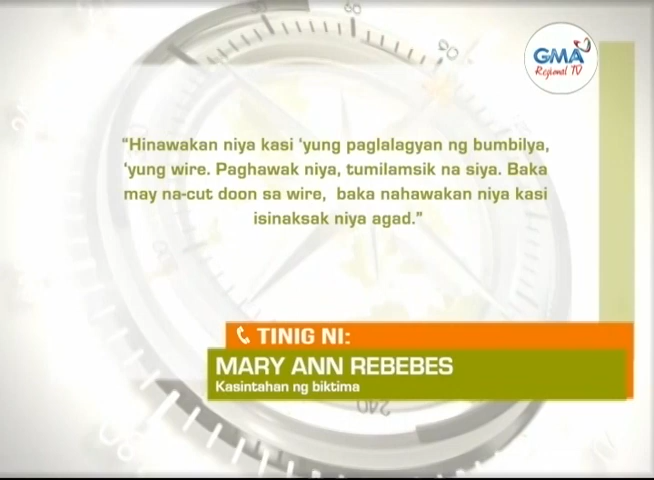 GMA
Regional TV
“Hinawakan niya kasi ‘yung paglalagyan ng bumbilya,
‘yung wire. Paghawak niya, tumilamsik na siya. Baka
may na-cut doon sa wire,  baka nahawakan niya kasi
isinaksak niya agad.”
TINIG NI:
MARY ANN REBEBES
Kasintahan ng biktima
60
240